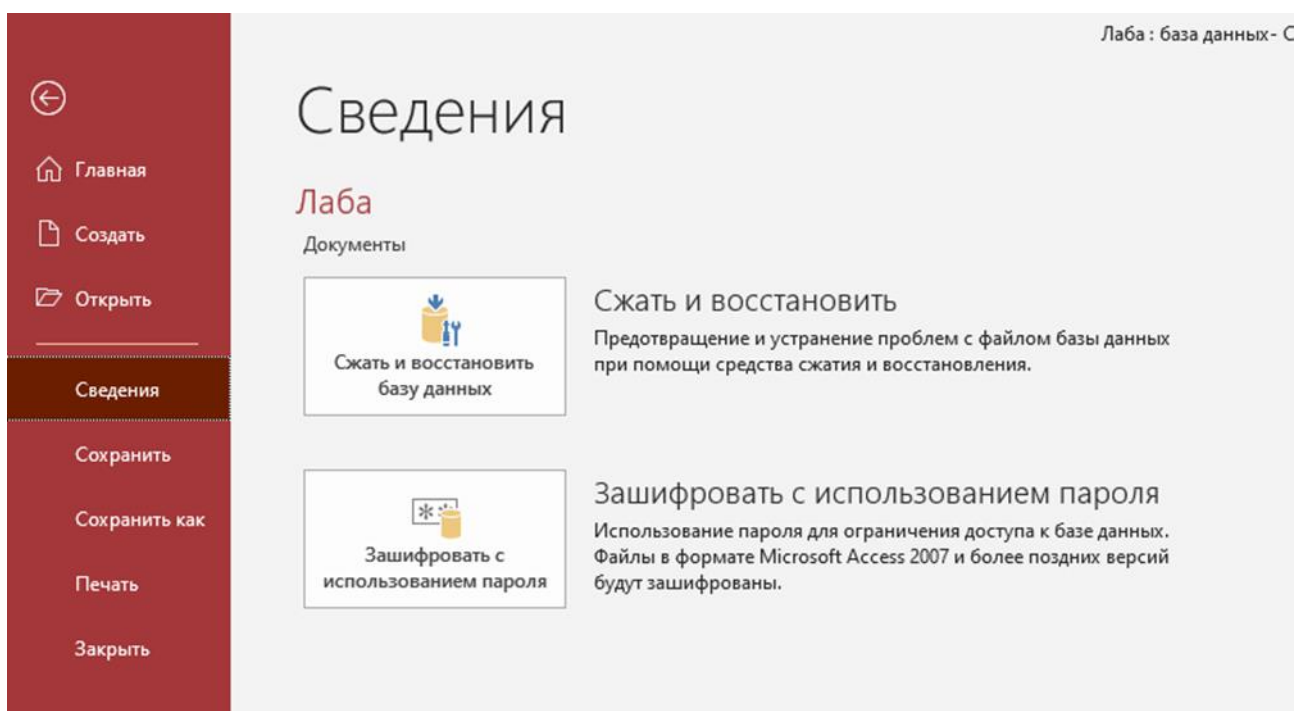 Лаба : база данных- С
Сведения
Главная
Создать
Открыть
Сведения
Сохранить
Сохранить как
Печать
Закрыть
Лаба
Документы
Сжать и восстановить
базу данных
Сжать и восстановить
Предотвращение и устранение проблем с файлом базы данных
при помощи средства сжатия и восстановления.
Зашифровать с
использованием пароля
Зашифровать с использованием пароля
Использование пароля для ограничения доступа к базе данных.
Файлы в формате Microsoft Access 2007 и более поздних версий
будут зашифрованы.